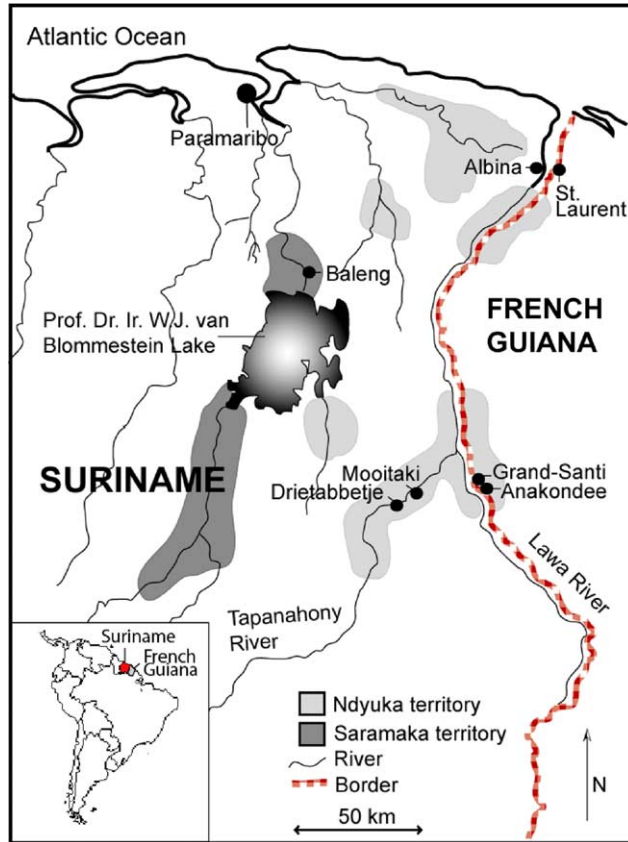 Atlantic Ocean
Paramaribo
Albina
St.
Laurent
Baleng
Prof. Dr. Ir. W.J. van
Blommestein Lake
FRENCH
GUIANA
SURINAME
Mooitaki
Drietabbetje
Grand-Santi
Anakondee
Lawa River
Tapanahony
River
Suriname
French
Guiana
Ndyuka territory
Saramaka territory
River
Border
50 km
N